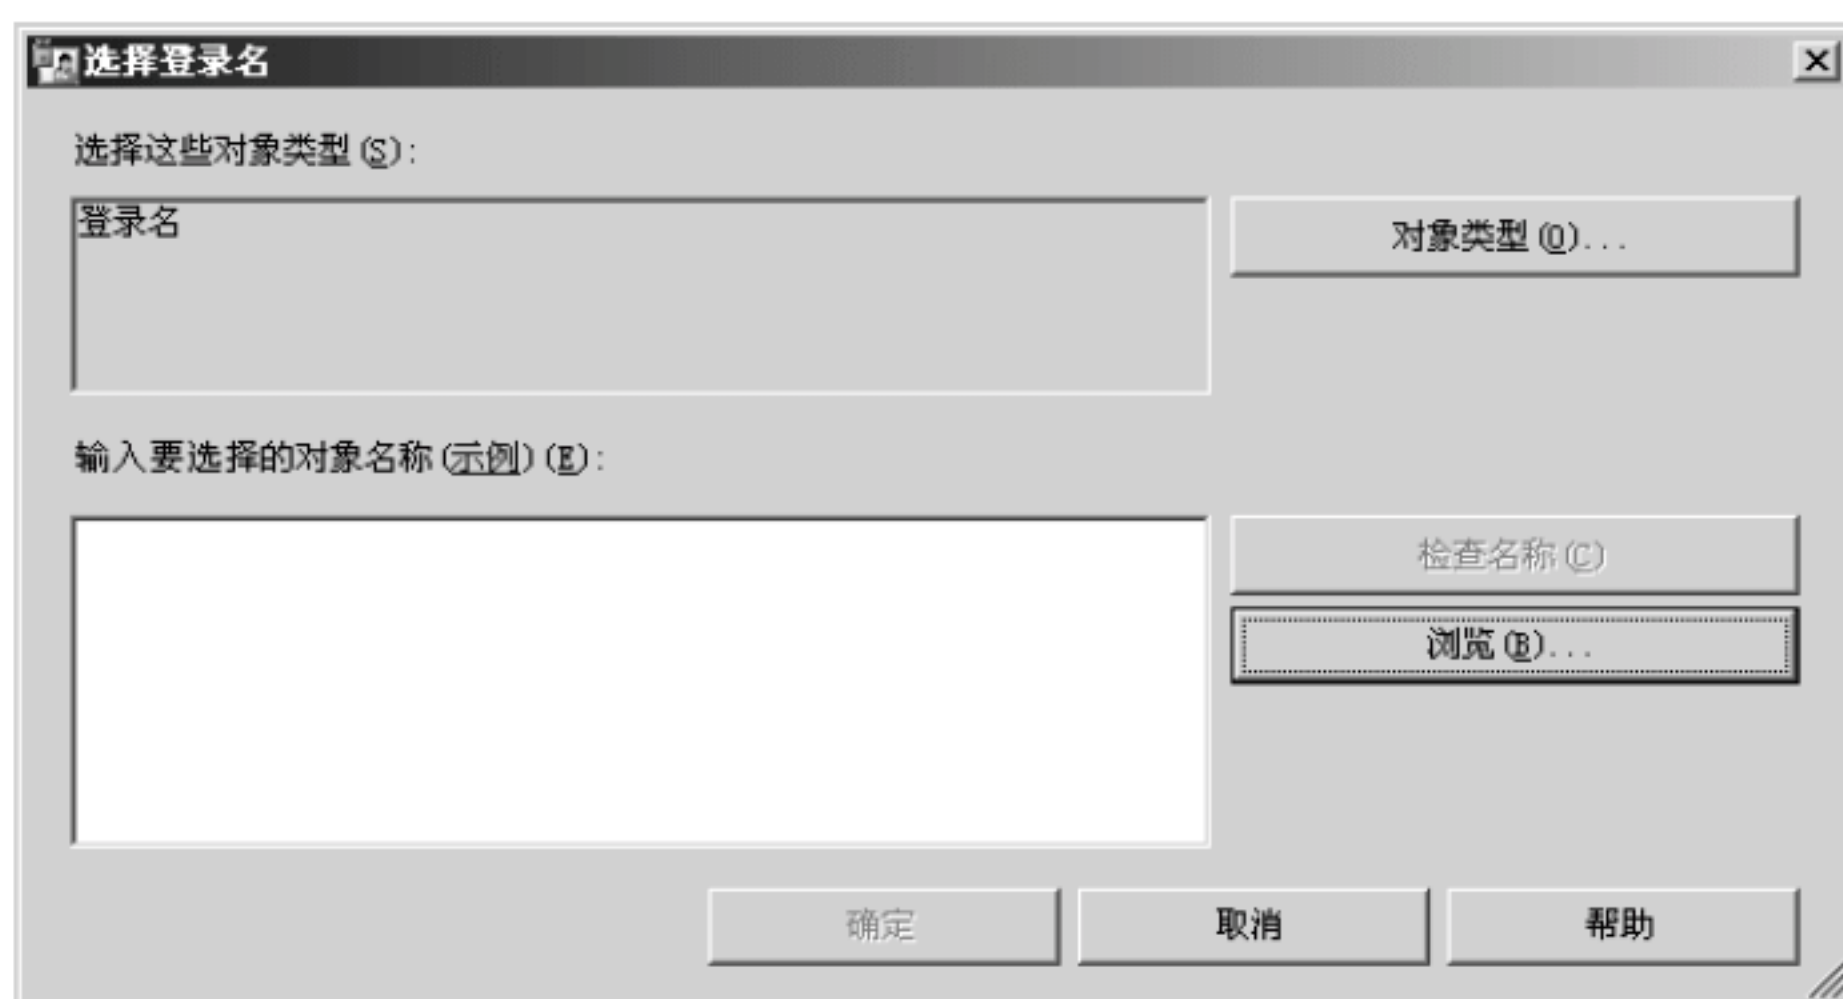 选择登录名
选择这些对象类型(S):
登录名
对象类型(O)...
输入要选择的对象名称(示例)(E):
检查名称(C)
浏览(B)...
确定
取消
帮助